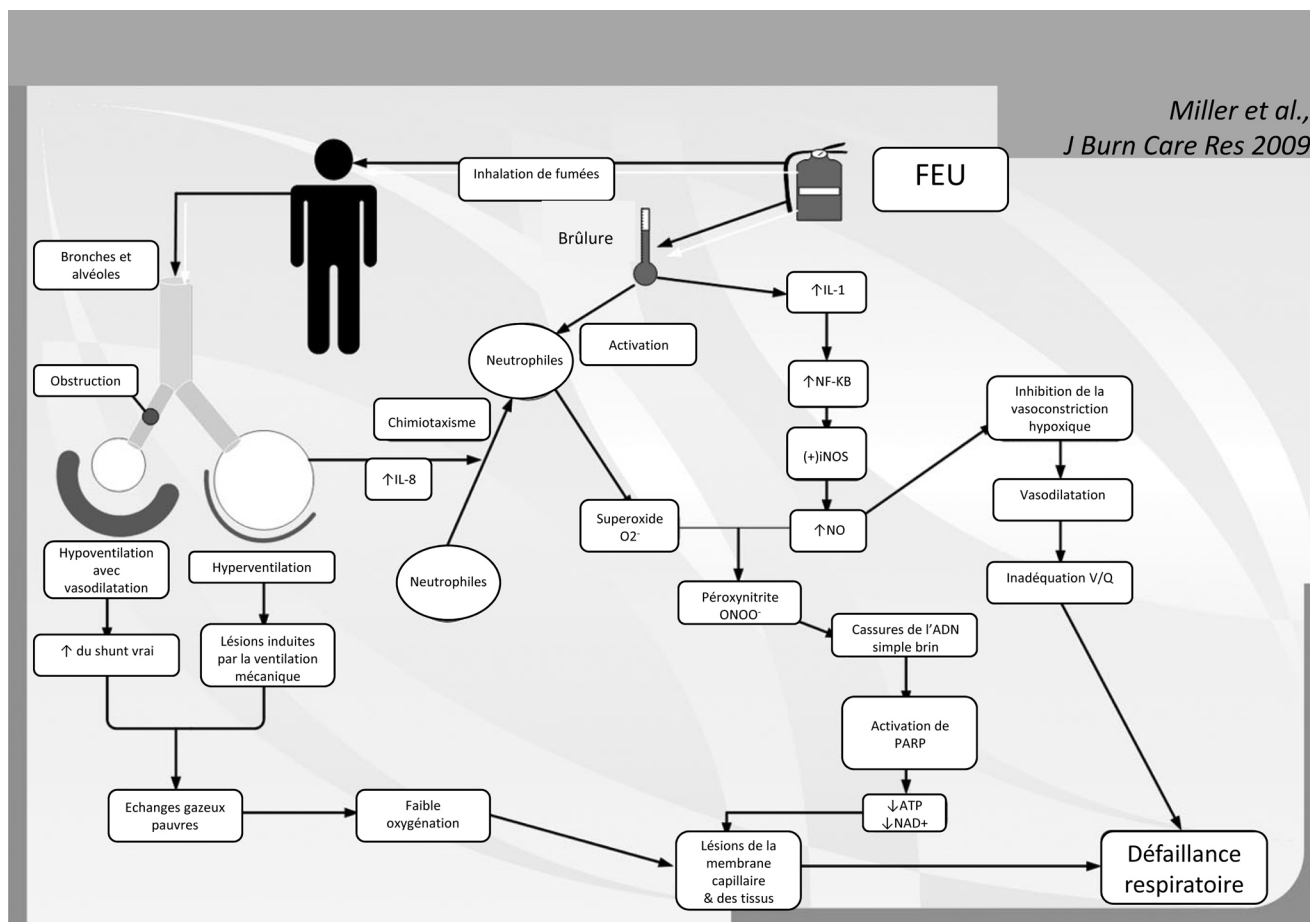 Miller et al.,
J Burn Care Res 2009
FEU
Inhalation de fumées
Brûlure
Bronches et
alvéoles
↑IL-1
Activation
Neutrophiles
Obstruction
↑NF-KB
Inhibition de la
vasoconstriction
hypoxique
Chimiotaxisme
(+)iNOS
↑IL-8
Vasodilatation
Superoxide
O2⁻
↑NO
Hypoventilation
avec
vasodilatation
Hyperventilation
Neutrophiles
Inadéquation V/Q
Péroxynitrite
ONOO⁻
Cassures de l’ADN
simple brin
↑ du shunt vrai
Lésions induites
par la ventilation
mécanique
Activation de
PARP
Echanges gazeux
pauvres
Faible
oxygénation
↓ATP
↓NAD+
Lésions de la
membrane
capillaire
& des tissus
Défaillance
respiratoire